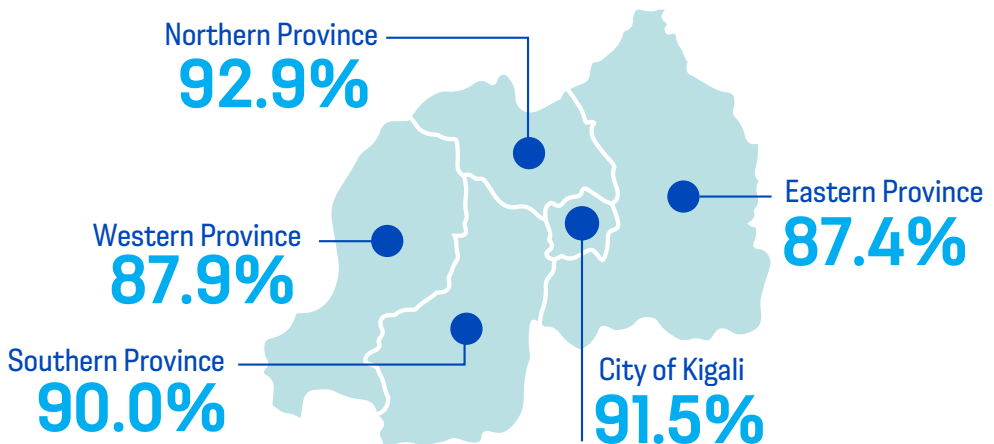 Northern Province
92.9%
Eastern Province
87.4%
Western Province
87.9%
Southern Province
90.0%
City of Kigali
91.5%